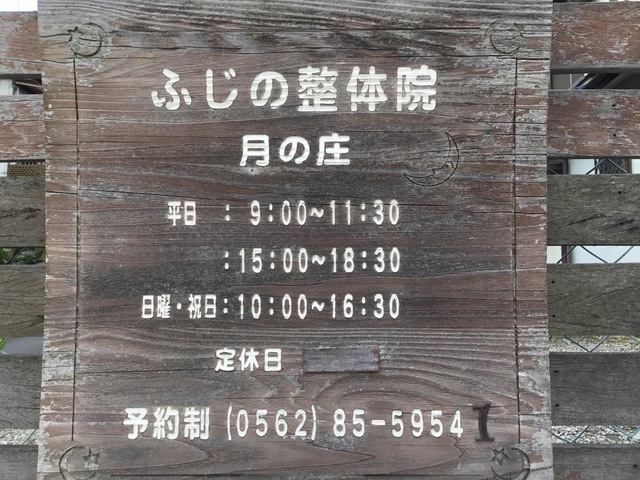 ふじの整体院
月の庄
平日 : 9:00~11:30
:15:00~18:30
日曜・祝日:10:00~16:30
定休日
予約制 (0562) 85-5954